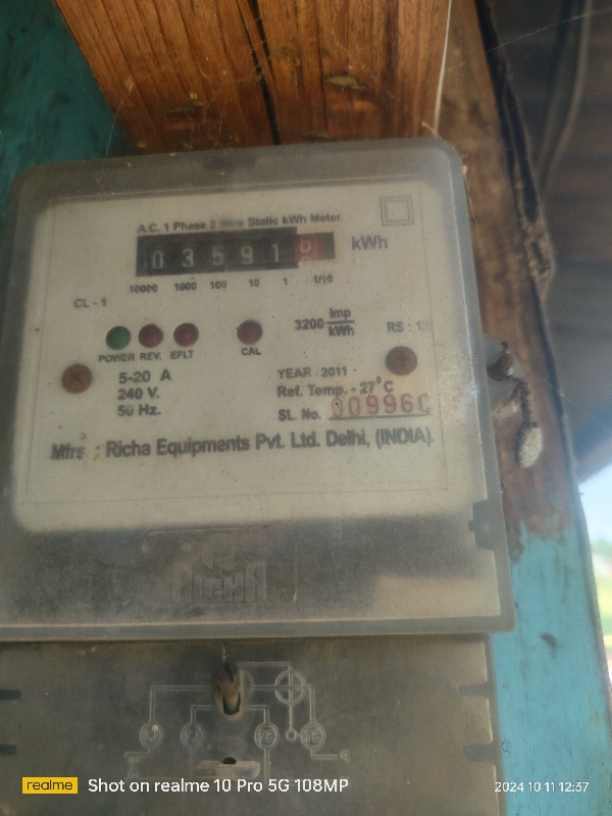 A.C. 1 Phase 2 Wire Static kWh Meter.
0 3 5 9 1 kWh
10000 1000 100 10 1 1/10
CL - 1
3200 imp/kWh
POWER REV. EFLT CAL
5-20 A
240 V.
50 Hz.
YEAR 2011
Ref. Temp. - 27°C
SL. No. 00996
Mfrs : Richa Equipments Pvt. Ltd. Delhi, (INDIA)
realme Shot on realme 10 Pro 5G 108MP
2024 10 11 12:37